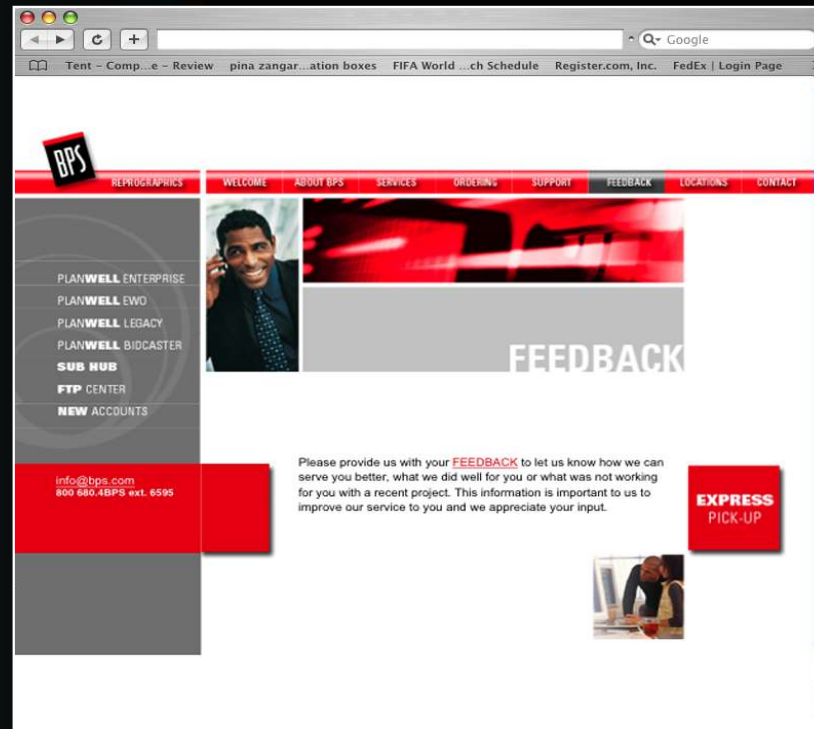 Google
Tent – Comp...e – Review pina zangar...ation boxes FIFA World ...ch Schedule Register.com, Inc. FedEx | Login Page
BPS
REPROGRAPHICS WELCOME ABOUT BPS SERVICES ORDERING SUPPORT FEEDBACK LOCATIONS CONTACT
PLANWELL ENTERPRISE
PLANWELL EWO
PLANWELL LEGACY
PLANWELL BIDCASTER
SUB HUB
FTP CENTER
NEW ACCOUNTS
FEEDBACK
info@bps.com
800 680.4BPS ext. 6595
Please provide us with your FEEDBACK to let us know how we can
serve you better, what we did well for you or what was not working
for you with a recent project. This information is important to us to
improve our service to you and we appreciate your input.
EXPRESS
PICK-UP